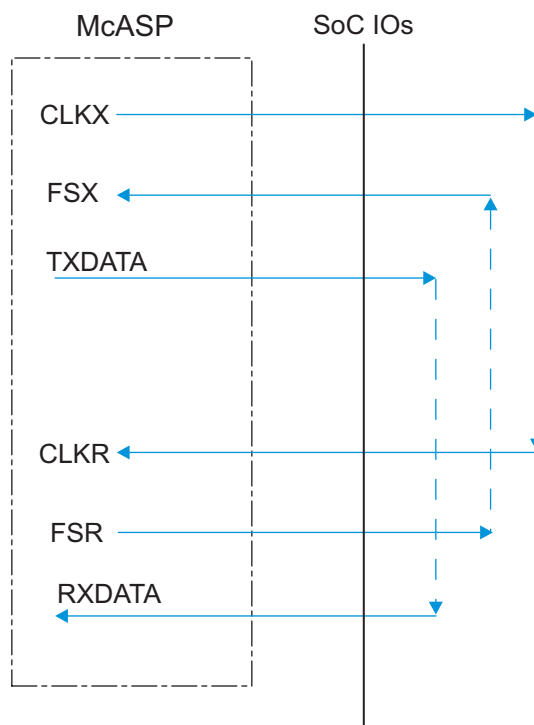 McASP
SoC IOs
CLKX
FSX
TXDATA
CLKR
FSR
RXDATA